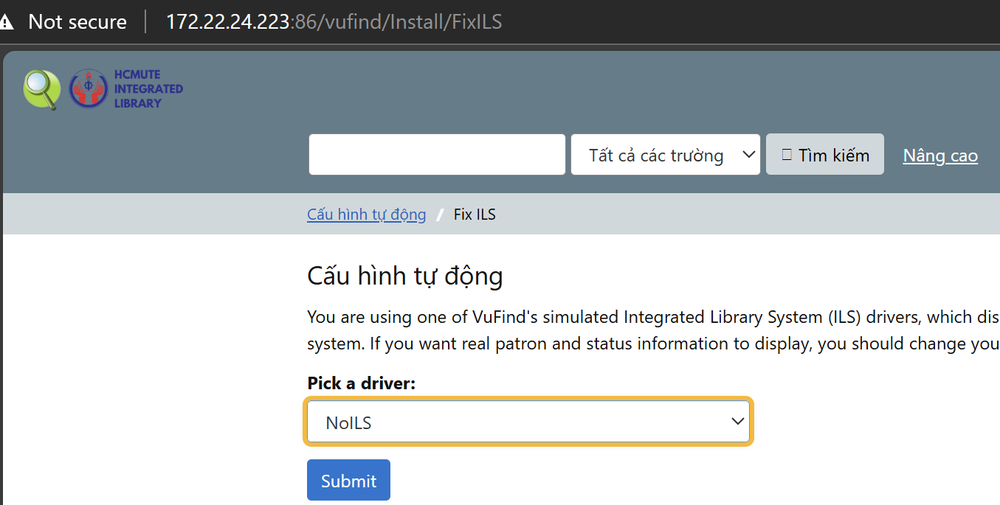 Not secure 172.22.24.223:86/vufind/Install/FixILS
HCMUTE
INTEGRATED
LIBRARY
Tất cả các trường Tìm kiếm Nâng cao
Cấu hình tự động / Fix ILS
Cấu hình tự động
You are using one of VuFind's simulated Integrated Library System (ILS) drivers, which dis
system. If you want real patron and status information to display, you should change you
Pick a driver:
NoILS
Submit